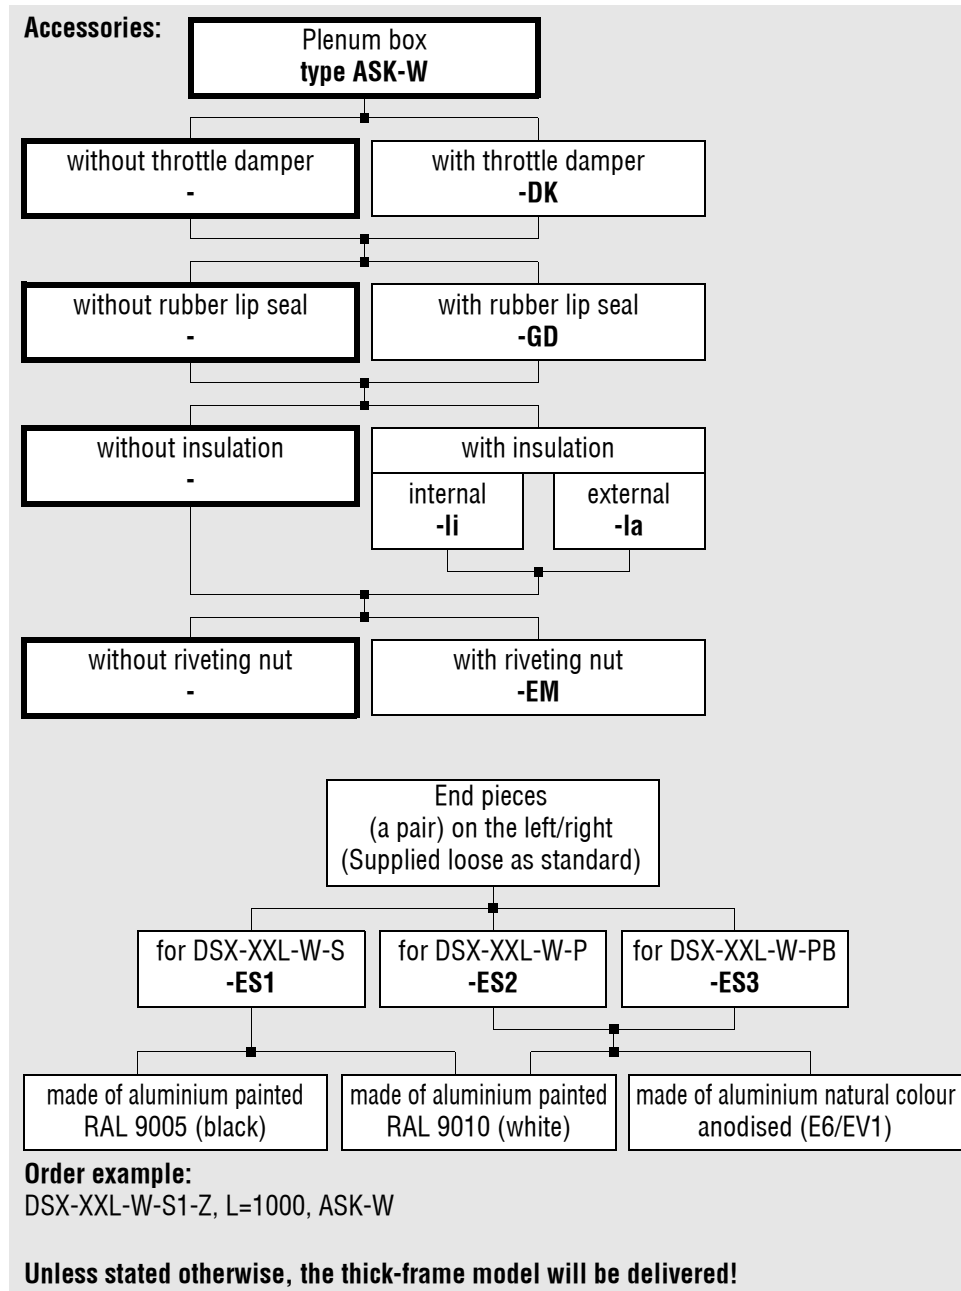 Accessories:
Plenum box
type ASK-W
without throttle damper
-
with throttle damper
-DK
without rubber lip seal
-
with rubber lip seal
-GD
without insulation
-
with insulation
internal
-Ii
external
-Ia
without riveting nut
-
with riveting nut
-EM
End pieces
(a pair) on the left/right
(Supplied loose as standard)
for DSX-XXL-W-S
-ES1
for DSX-XXL-W-P
-ES2
for DSX-XXL-W-PB
-ES3
made of aluminium painted
RAL 9005 (black)
made of aluminium painted
RAL 9010 (white)
made of aluminium natural colour
anodised (E6/EV1)
Order example:
DSX-XXL-W-S1-Z, L=1000, ASK-W
Unless stated otherwise, the thick-frame model will be delivered!